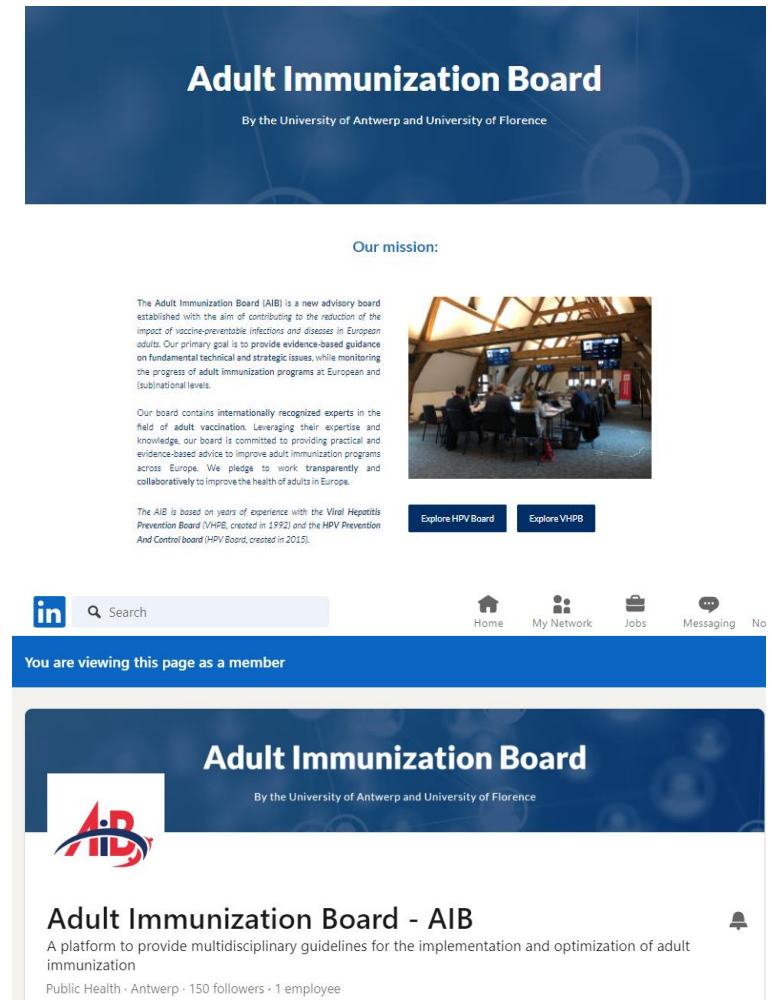 Adult Immunization Board
By the University of Antwerp and University of Florence
Our mission:
The Adult Immunization Board (AIB) is a new advisory board
established with the aim of contributing to the reduction of the
impact of vaccine-preventable infections and diseases in European
adults. Our primary goal is to provide evidence-based guidance
on fundamental technical and strategic issues, while monitoring
the progress of adult immunization programs at European and
(sub)national levels.
Our board contains internationally recognized experts in the
field of adult vaccination. Leveraging their expertise and
knowledge, our board is committed to providing practical and
evidence-based advice to improve adult immunization programs
across Europe. We pledge to work transparently and
collaboratively to improve the health of adults in Europe.
The AIB is based on years of experience with the Viral Hepatitis
Prevention Board (VHPB, created in 1992) and the HPV Prevention
And Control board (HPV Board, created in 2015).
Explore HPV Board
Explore VHPB
in
Search
Home
My Network
Jobs
Messaging
No
You are viewing this page as a member
Adult Immunization Board
By the University of Antwerp and University of Florence
AiB
Adult Immunization Board - AIB
A platform to provide multidisciplinary guidelines for the implementation and optimization of adult
immunization
Public Health · Antwerp · 150 followers · 1 employee